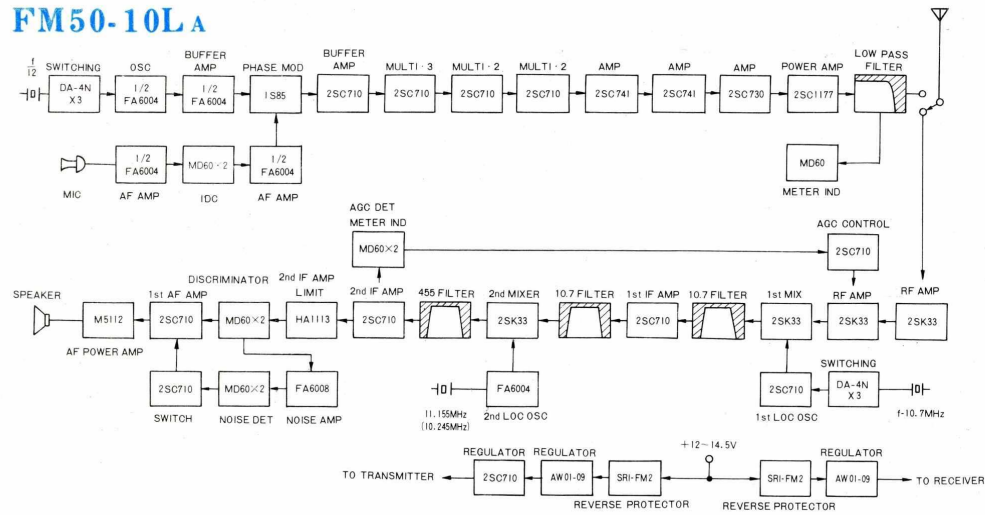 FM50-10LA
f/12
SWITCHING
DA-4N
X3
OSC
1/2
FA6004
BUFFER
AMP
1/2
FA6004
PHASE MOD
1S85
BUFFER
AMP
2SC710
MULTI・3
2SC710
MULTI・2
2SC710
MULTI・2
2SC710
AMP
2SC741
AMP
2SC741
AMP
2SC730
POWER AMP
2SC1177
LOW PASS
FILTER
MIC
1/2
FA6004
AF AMP
MD60×2
IDC
1/2
FA6004
AF AMP
MD60
METER IND
AGC DET
METER IND
MD60×2
AGC CONTROL
2SC710
SPEAKER
M5112
AF POWER AMP
1st AF AMP
2SC710
DISCRIMINATOR
MD60×2
2nd IF AMP
LIMIT
HA1113
2nd IF AMP
2SC710
455 FILTER
2nd MIXER
2SK33
10.7 FILTER
1st IF AMP
2SC710
10.7 FILTER
1st MIX
2SK33
RF AMP
2SK33
RF AMP
2SK33
2SC710
SWITCH
MD60×2
NOISE DET
FA6008
NOISE AMP
11.155MHz
(10.245MHz)
FA6004
2nd LOC OSC
2SC710
1st LOC OSC
SWITCHING
DA-4N
X3
f-10.7MHz
TO TRANSMITTER
REGULATOR
2SC710
REGULATOR
AW01-09
SRI-FM2
REVERSE PROTECTOR
+12~14.5V
SRI-FM2
REVERSE PROTECTOR
REGULATOR
AW01-09
TO RECEIVER